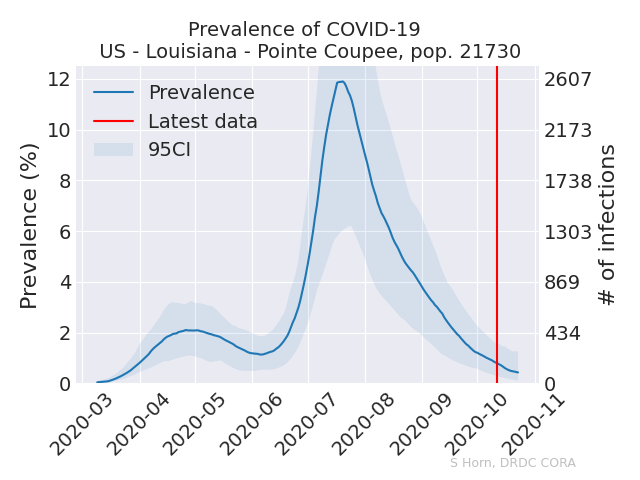 Prevalence of COVID-19
US - Louisiana - Pointe Coupee, pop. 21730
Prevalence
Latest data
95CI
Prevalence (%)
12
10
8
6
4
2
0
2607
2173
1738
1303
869
434
0
# of infections
2020-03
2020-04
2020-05
2020-06
2020-07
2020-08
2020-09
2020-10
2020-11
S Horn, DRDC CORA